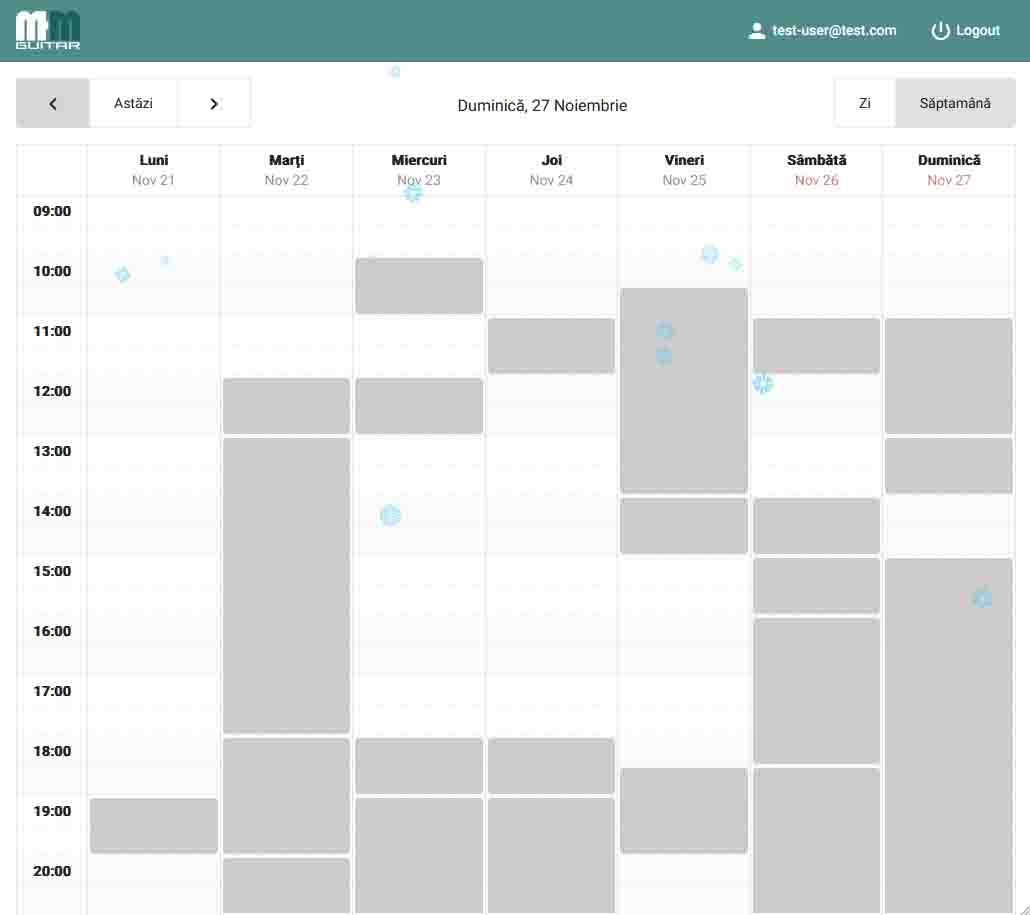 MM
GUITAR
test-user@test.com
Logout
Astăzi
Duminică, 27 Noiembrie
Zi
Săptamână
Luni
Marți
Miercuri
Joi
Vineri
Sâmbătă
Duminică
Nov 21
Nov 22
Nov 23
Nov 24
Nov 25
Nov 26
Nov 27
09:00
10:00
11:00
12:00
13:00
14:00
15:00
16:00
17:00
18:00
19:00
20:00